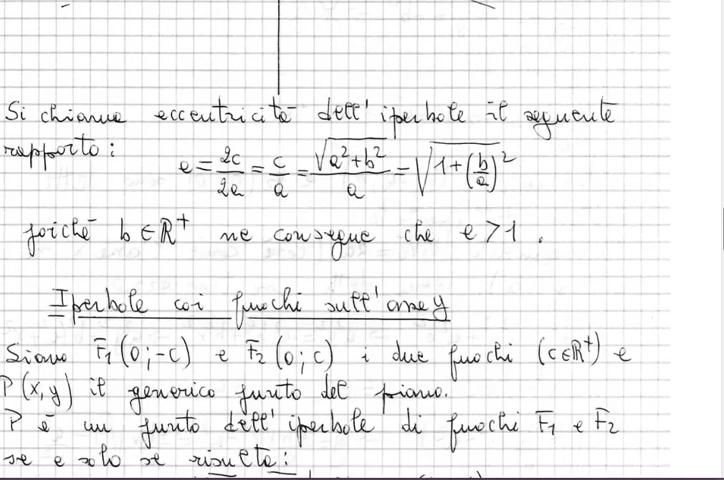 Si chiama eccentricità dell'iperbole il seguente
rapporto:
e = 2c/2a = c/a = √(a²+b²)/a = √(1+(b/a)²)
poiché b ∈ ℝ⁺ ne consegue che e > 1.
Iperbole coi fuochi sull'asse y
Siano F₁(0;-c) e F₂(0;c) i due fuochi (c∈ℝ⁺) e
P(x,y) il generico punto del piano.
P è un punto dell'iperbole di fuochi F₁ e F₂
se e solo se risulta: